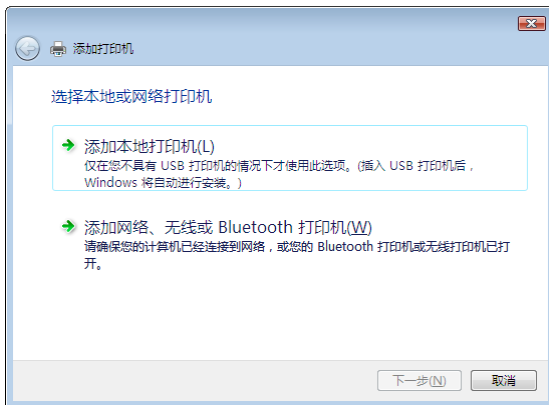 添加打印机
选择本地或网络打印机
添加本地打印机(L)
仅在您不具有 USB 打印机的情况下才使用此选项。(插入 USB 打印机后，
Windows 将自动进行安装。)
添加网络、无线或 Bluetooth 打印机(W)
请确保您的计算机已经连接到网络，或您的 Bluetooth 打印机或无线打印机已打
开。
下一步(N)
取消